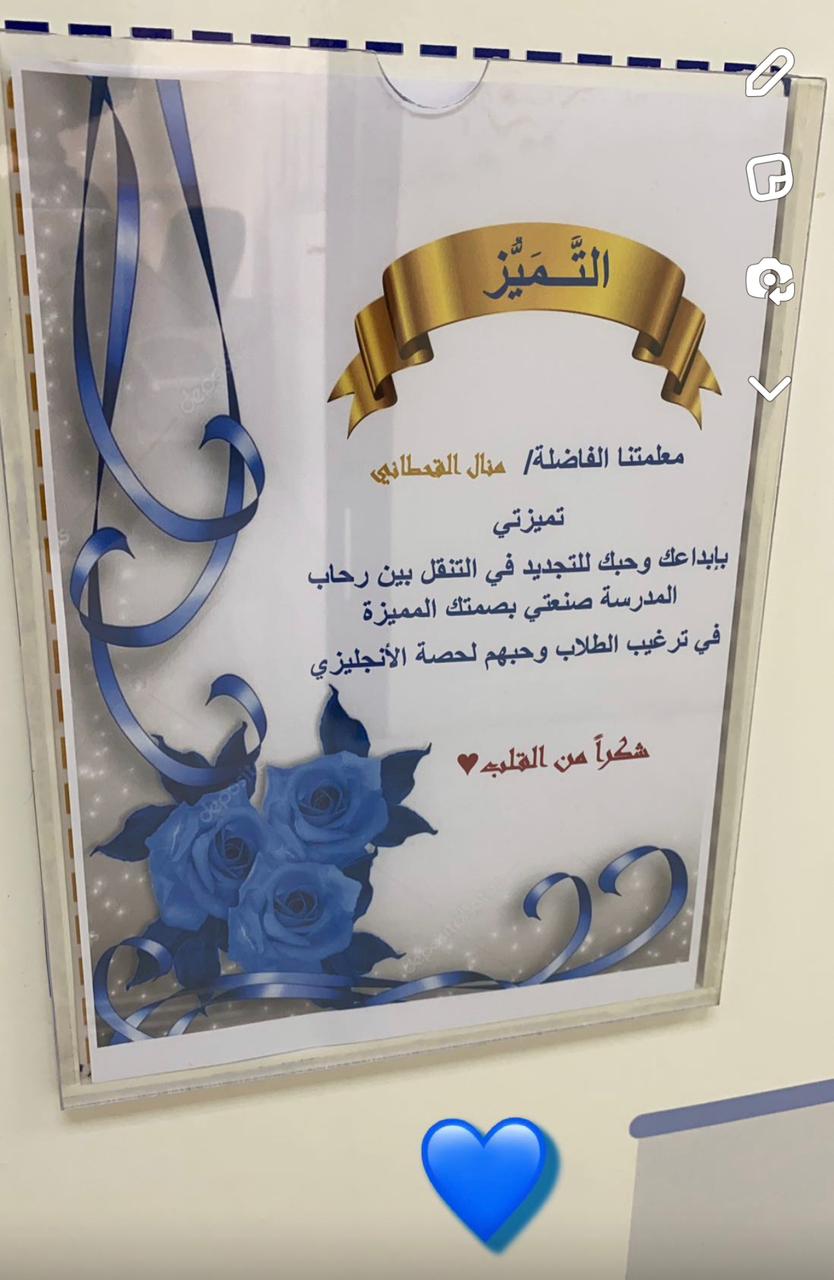 التَّـمَيُّز
معلمتنا الفاضلة/ منال القحطاني
تميزتي
بإبداعك وحبك للتجديد في التنقل بين رحاب
المدرسة صنعتي بصمتك المميزة
في ترغيب الطلاب وحبهم لحصة الأنجليزي
شكراً من القلب♥